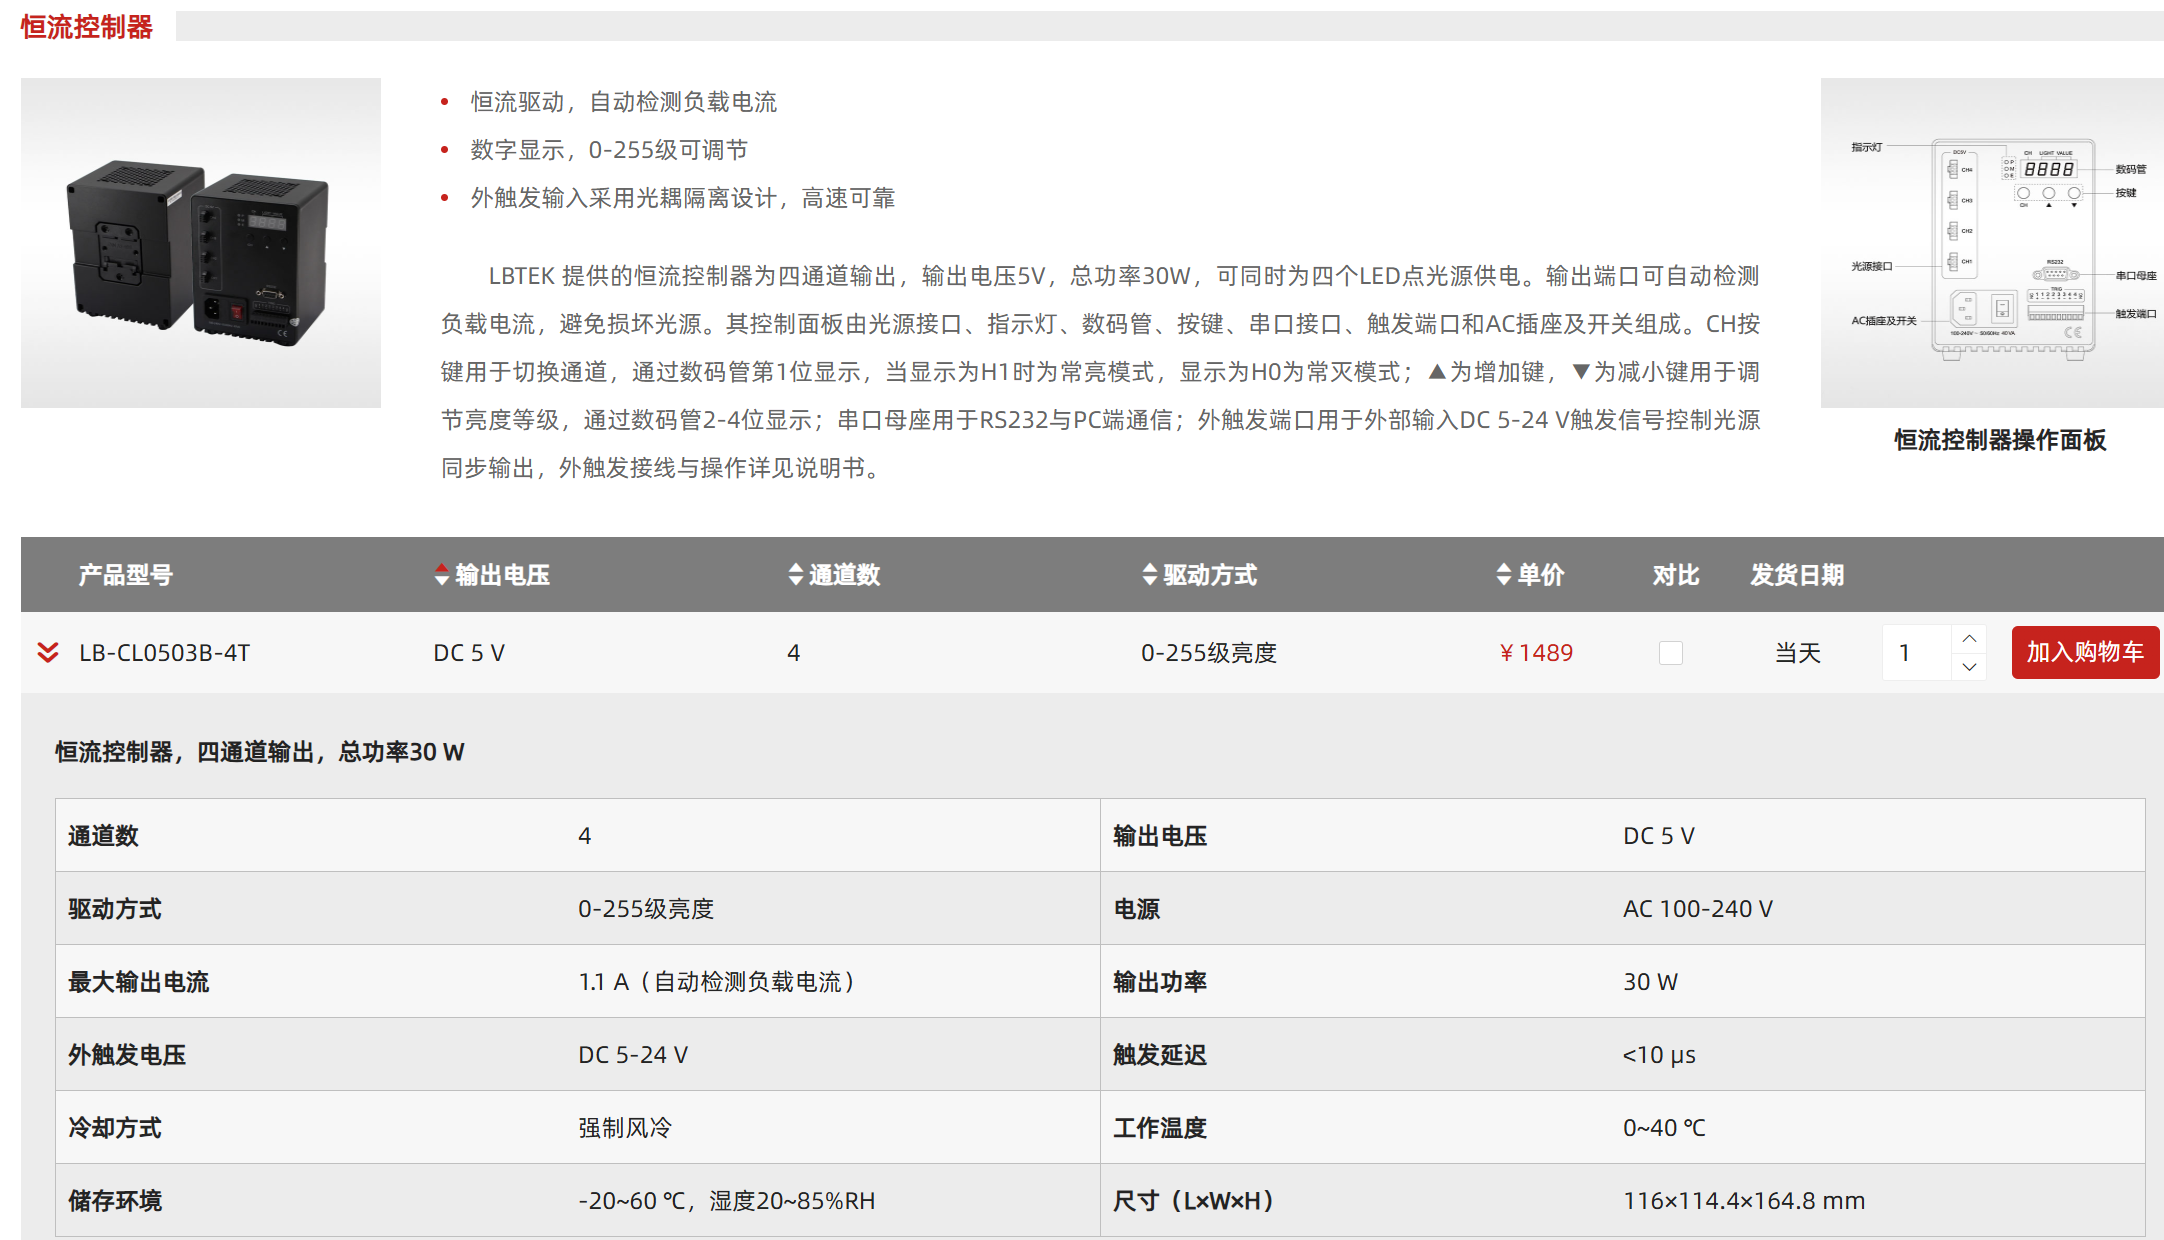 恒流控制器
恒流驱动，自动检测负载电流
数字显示，0-255级可调节
外触发输入采用光耦隔离设计，高速可靠
LBTEK 提供的恒流控制器为四通道输出，输出电压5V，总功率30W，可同时为四个LED点光源供电。输出端口可自动检测
负载电流，避免损坏光源。其控制面板由光源接口、指示灯、数码管、按键、串口接口、触发端口和AC插座及开关组成。CH按
键用于切换通道，通过数码管第1位显示，当显示为H1时为常亮模式，显示为H0为常灭模式；▲为增加键，▼为减小键用于调
节亮度等级，通过数码管2-4位显示；串口母座用于RS232与PC端通信；外触发端口用于外部输入DC 5-24 V触发信号控制光源
同步输出，外触发接线与操作详见说明书。
指示灯
DC5V
CH LIGHT VALUE
P
M
E
8888
数码管
按键
CH ▲ ▼
CH4
CH3
CH2
CH1
光源接口
RS232
串口母座
TRIG
触发端口
AC插座及开关
100-240V~ 50/60Hz 40VA
CE
恒流控制器操作面板
产品型号 输出电压 通道数 驱动方式 单价 对比 发货日期
LB-CL0503B-4T DC 5 V 4 0-255级亮度 ¥1489 当天 1 加入购物车
恒流控制器，四通道输出，总功率30 W
通道数 4 输出电压 DC 5 V
驱动方式 0-255级亮度 电源 AC 100-240 V
最大输出电流 1.1 A（自动检测负载电流） 输出功率 30 W
外触发电压 DC 5-24 V 触发延迟 <10 μs
冷却方式 强制风冷 工作温度 0~40 ℃
储存环境 -20~60 ℃，湿度20~85%RH 尺寸（L×W×H） 116×114.4×164.8 mm